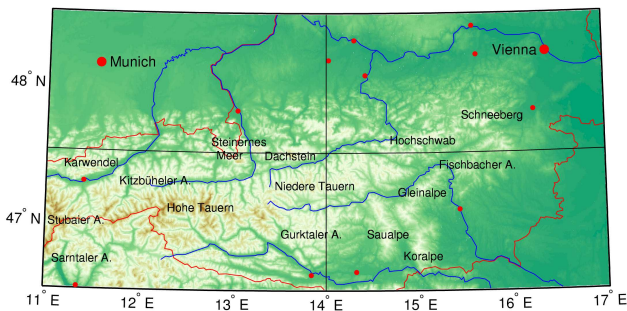 Munich
Vienna
48° N
Schneeberg
Steinernes
Meer
Hochschwab
Dachstein
Karwendel
Fischbacher A.
Kitzbüheler A.
Niedere Tauern
Gleinalpe
Hohe Tauern
47° N
Stubaier A.
Gurktaler A.
Saualpe
Sarntaler A.
Koralpe
11° E
12° E
13° E
14° E
15° E
16° E
17° E